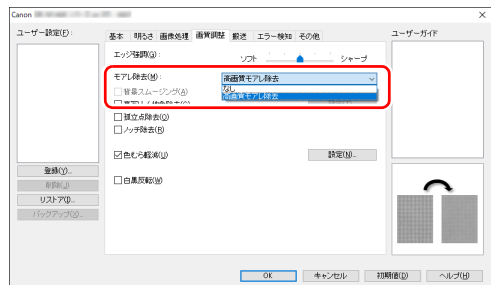 Canon
ユーザー設定(F):
基本 明るさ 画像処理 画質調整 搬送 エラー検知 その他
ユーザーガイド
エッジ強調(G):
ソフト
シャープ
モアレ除去(M):
高画質モアレ除去
なし
高画質モアレ除去
背景スムージング(A)
孤立点除去(O)
ノッチ除去(R)
色むら軽減(U)
設定(N)...
白黒反転(W)
登録(Y)...
削除(J)
リストア(I)...
バックアップ(X)...
OK
キャンセル
初期値(D)
ヘルプ(H)